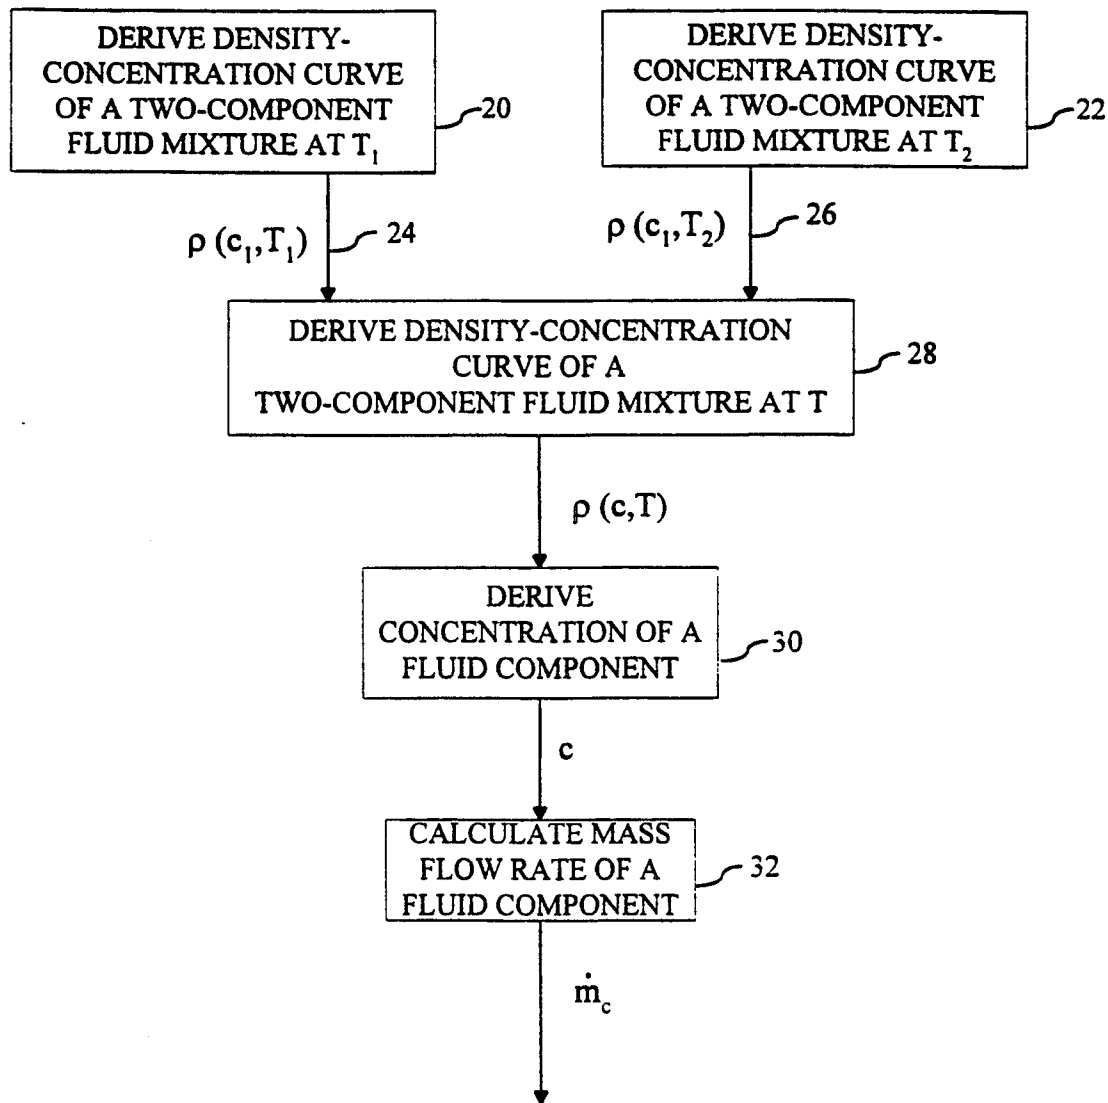 DERIVE DENSITY-
CONCENTRATION CURVE
OF A TWO-COMPONENT
FLUID MIXTURE AT T₁
20
DERIVE DENSITY-
CONCENTRATION CURVE
OF A TWO-COMPONENT
FLUID MIXTURE AT T₂
22
ρ (c₁,T₁)
24
ρ (c₁,T₂)
26
DERIVE DENSITY-CONCENTRATION
CURVE OF A
TWO-COMPONENT FLUID MIXTURE AT T
28
ρ (c,T)
DERIVE
CONCENTRATION OF A
FLUID COMPONENT
30
c
CALCULATE MASS
FLOW RATE OF A
FLUID COMPONENT
32
ṁ_c